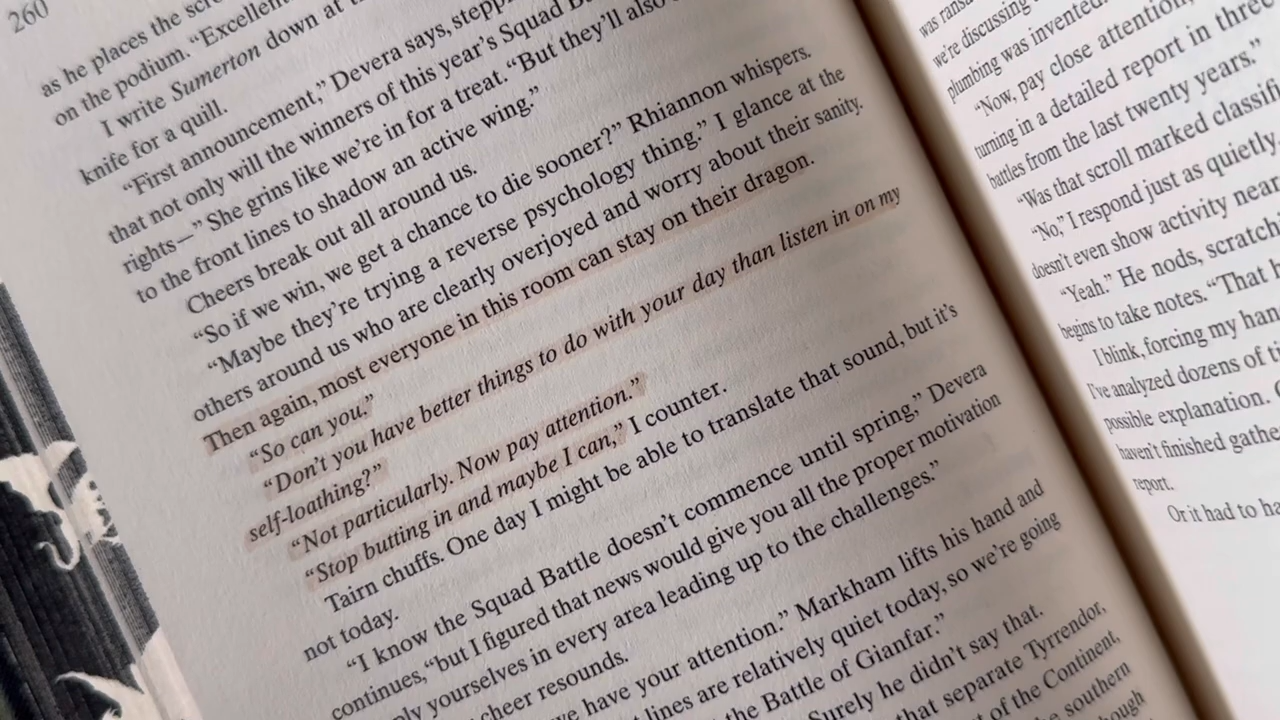 260
as he places the scr
on the podium. "Excellen
I write Sumerton down at t
knife for a quill.
"First announcement," Devera says, stepp
that not only will the winners of this year's Squad B
rights—" She grins like we're in for a treat. "But they'll also
to the front lines to shadow an active wing."
Cheers break out all around us.
"So if we win, we get a chance to die sooner?" Rhiannon whispers.
"Maybe they're trying a reverse psychology thing." I glance at the
others around us who are clearly overjoyed and worry about their sanity.
Then again, most everyone in this room can stay on their dragon.
"So can you."
"Don't you have better things to do with your day than listen in on my
self-loathing?"
"Not particularly. Now pay attention."
"Stop butting in and maybe I can," I counter.
Tairn chuffs. One day I might be able to translate that sound, but it's
not today.
"I know the Squad Battle doesn't commence until spring," Devera
continues, "but I figured that news would give you all the proper motivation
ply yourselves in every area leading up to the challenges."
cheer resounds.
we have your attention." Markham lifts his hand and
lines are relatively quiet today, so we're going
the Battle of Gianfar."
Surely he didn't say that.
that separate Tyrrendor,
t of the Continent,
e southern
ough
was ransa
we're discussing
plumbing was invented
"Now, pay close attention,
turning in a detailed report in three
battles from the last twenty years."
"Was that scroll marked classifi
"No," I respond just as quietly,
doesn't even show activity near
"Yeah." He nods, scratch
begins to take notes. "That h
I blink, forcing my han
I've analyzed dozens of ti
possible explanation.
haven't finished gathe
report.
Or it had to ha